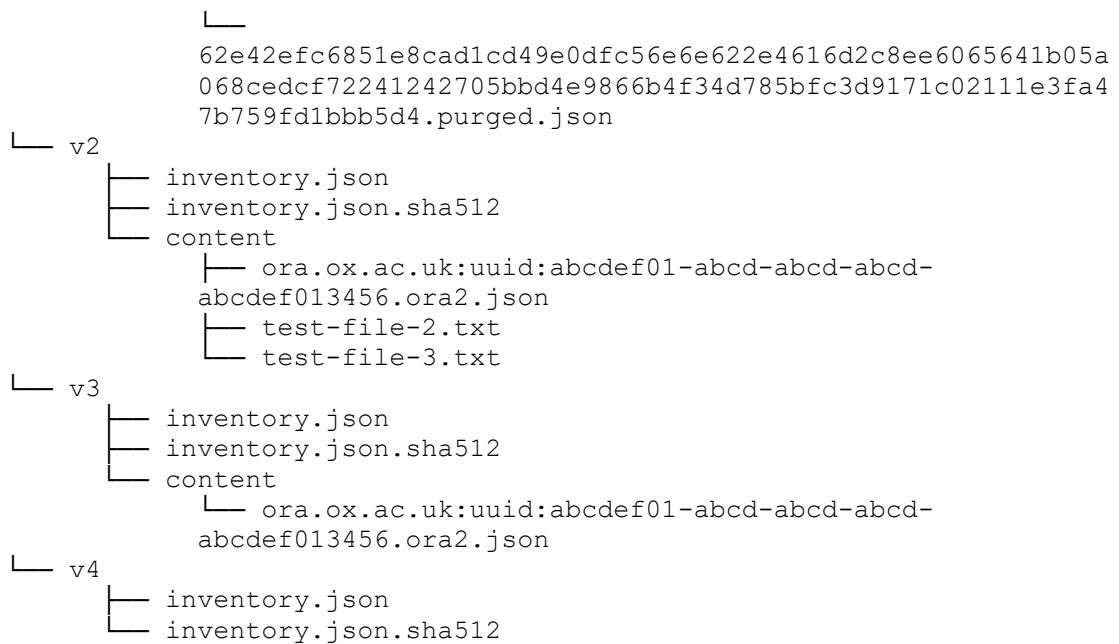 └──
62e42efc6851e8cad1cd49e0dfc56e6e622e4616d2c8ee6065641b05a
068cedcf72241242705bbd4e9866b4f34d785bfc3d9171c02111e3fa4
7b759fd1bbb5d4.purged.json
└── v2
├── inventory.json
├── inventory.json.sha512
└── content
├── ora.ox.ac.uk:uuid:abcdef01-abcd-abcd-abcd-
abcdef013456.ora2.json
├── test-file-2.txt
└── test-file-3.txt
└── v3
├── inventory.json
├── inventory.json.sha512
└── content
└── ora.ox.ac.uk:uuid:abcdef01-abcd-abcd-abcd-
abcdef013456.ora2.json
└── v4
├── inventory.json
└── inventory.json.sha512